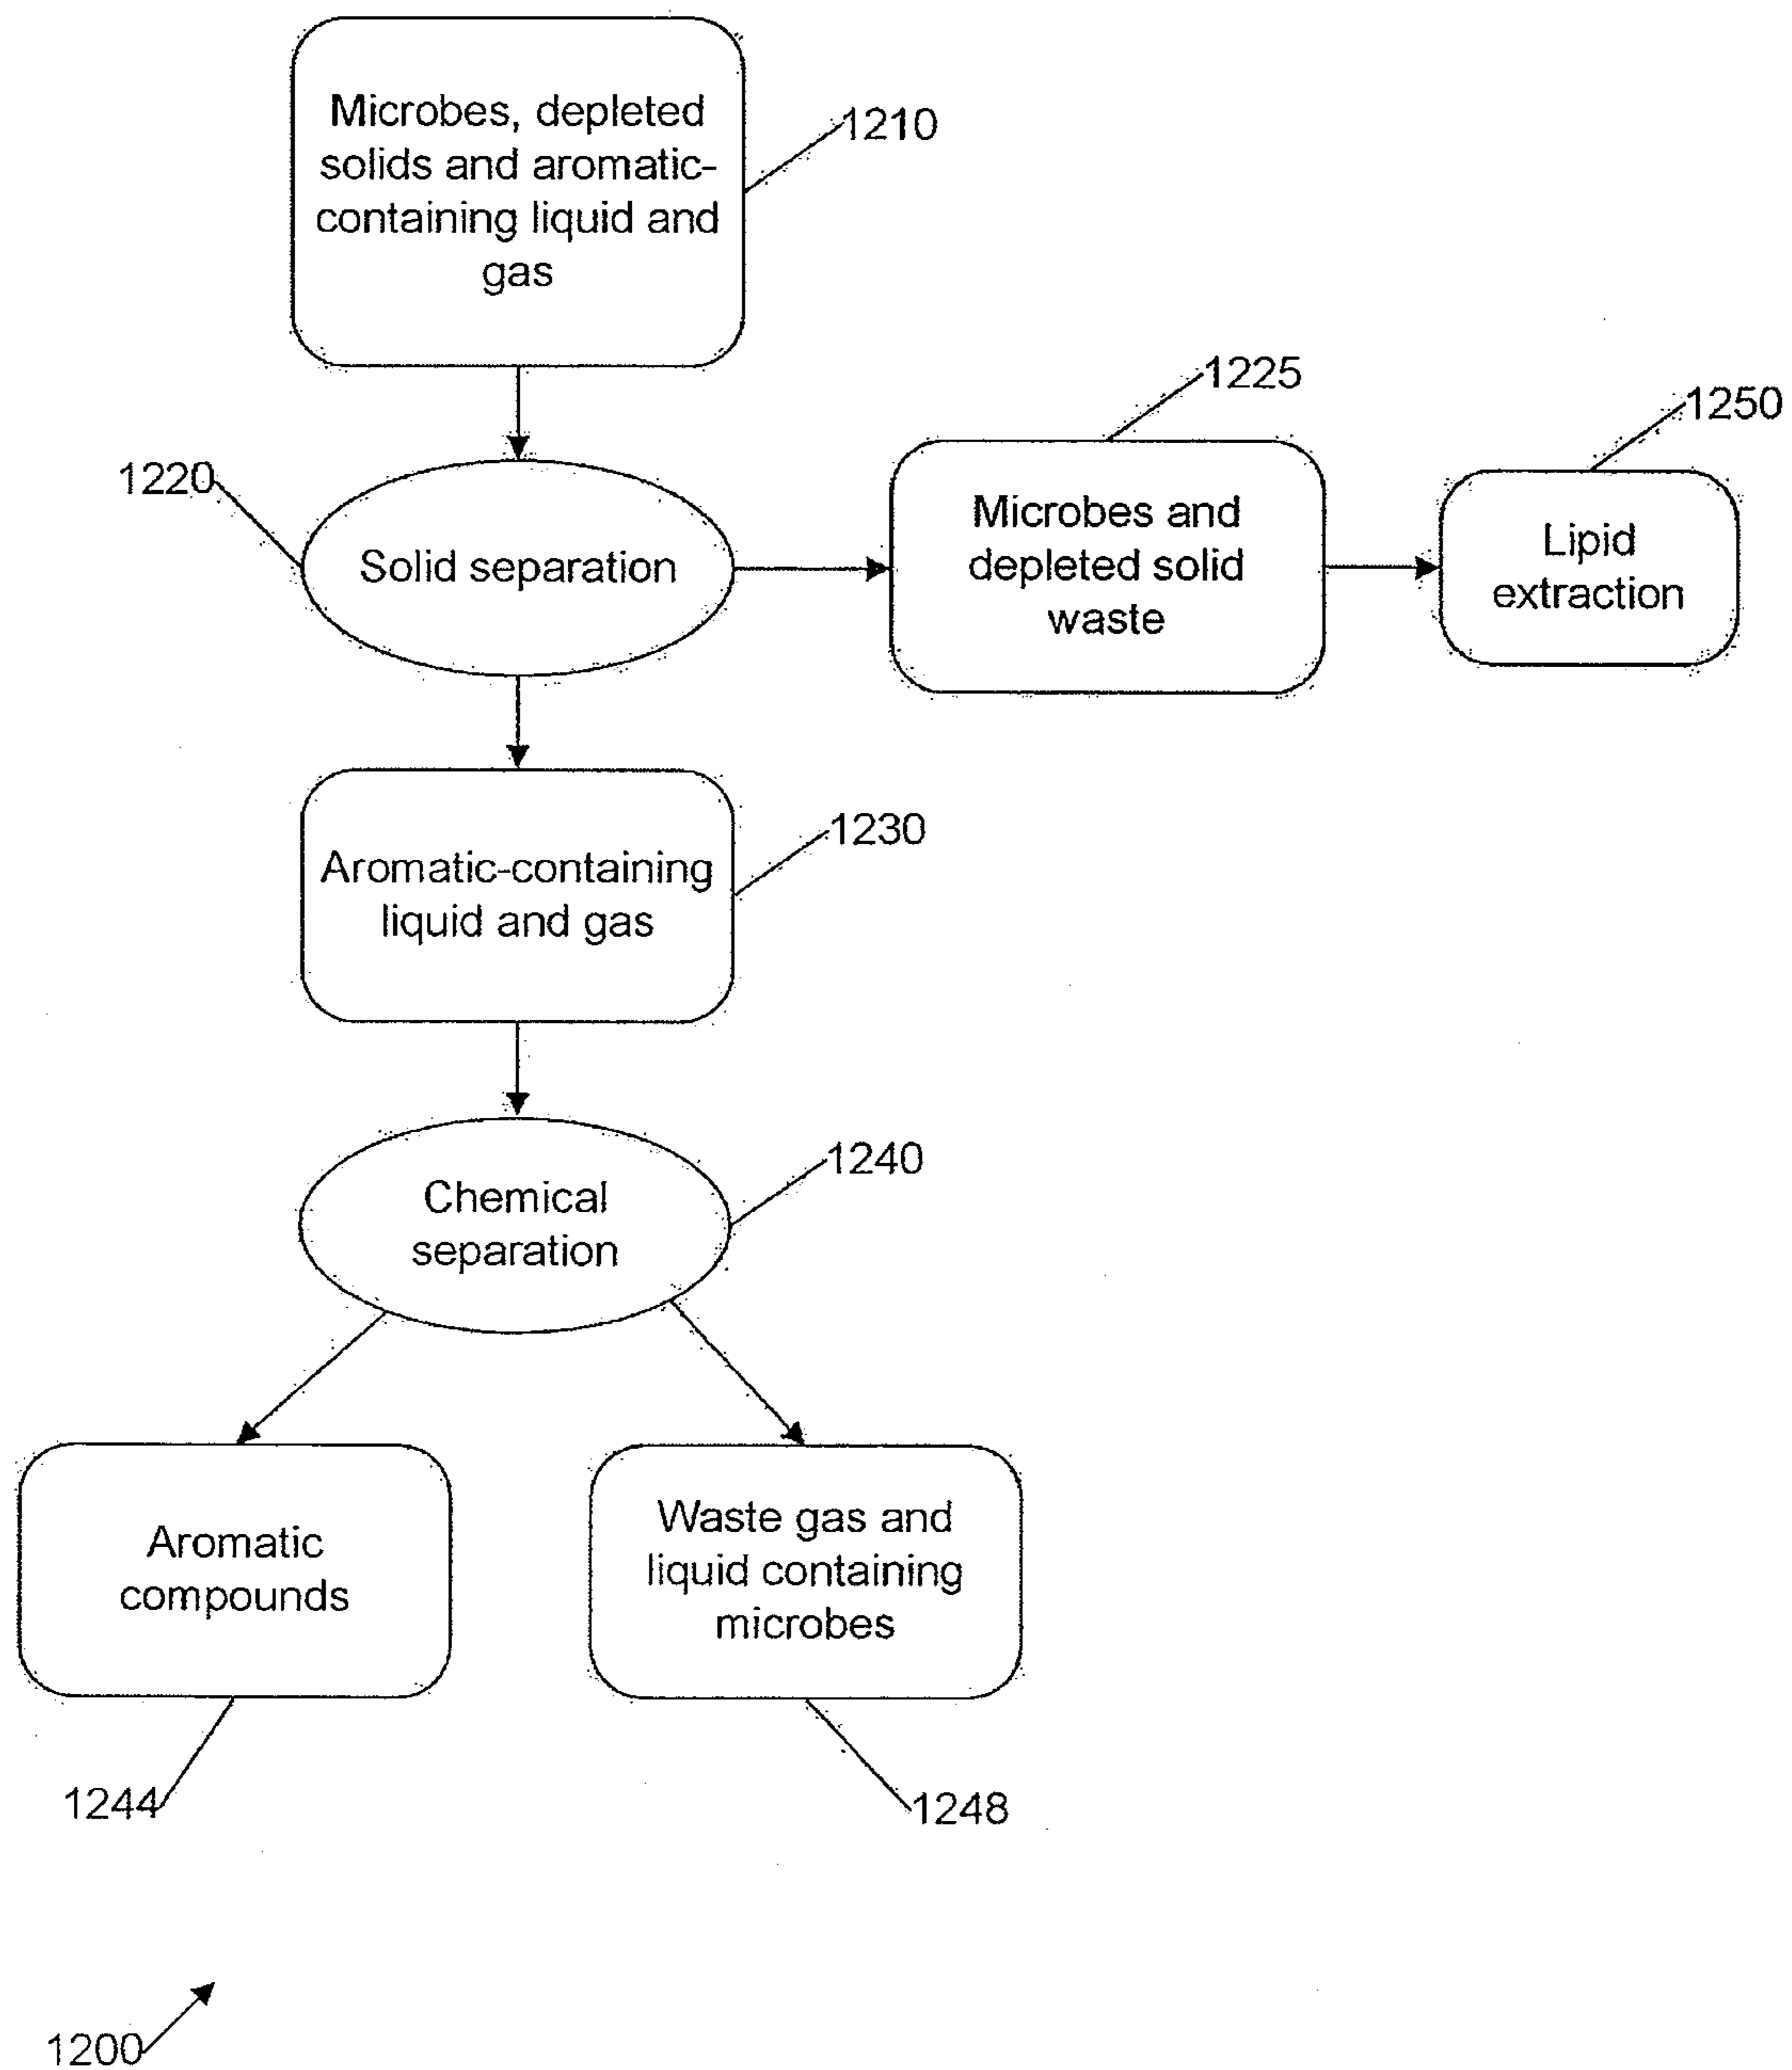 Microbes, depleted
solids and aromatic-
containing liquid and
gas
1210
1225
1250
1220
Solid separation
Microbes and
depleted solid
waste
Lipid
extraction
1230
Aromatic-containing
liquid and gas
1240
Chemical
separation
Aromatic
compounds
Waste gas and
liquid containing
microbes
1244
1248
1200